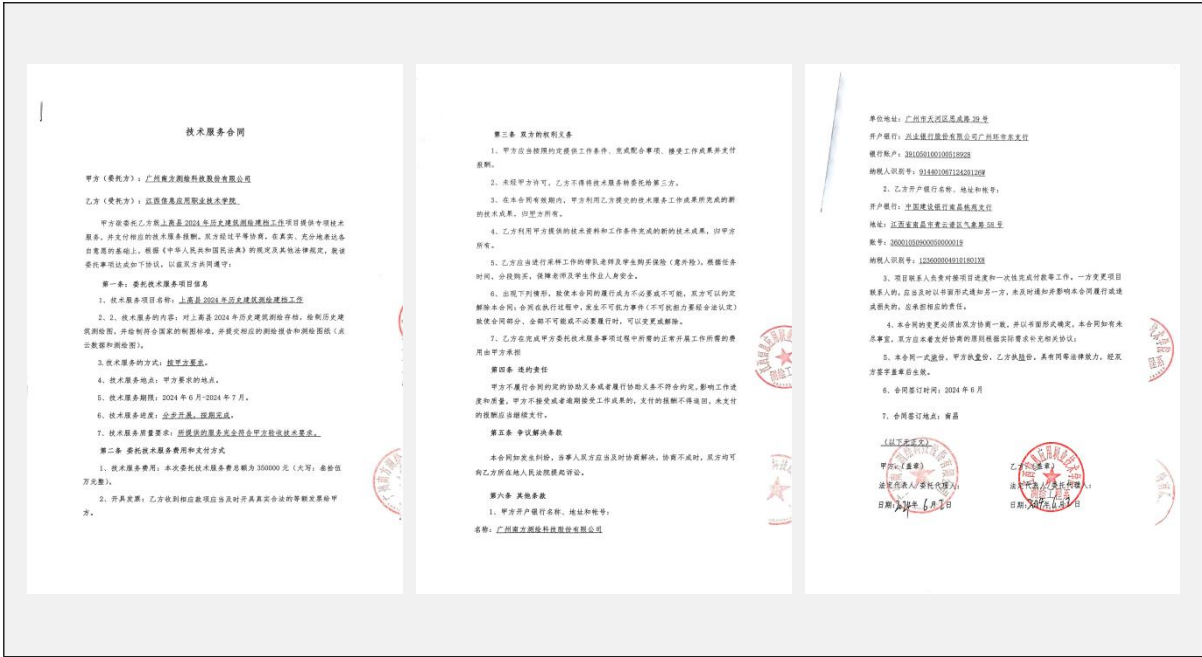 技术服务合同
甲方（委托方）：广州南方测绘科技股份有限公司
乙方（受托方）：江西信息应用职业技术学院
甲方兹委托乙方就上高县 2024 年历史建筑测绘建档工作项目提供专项技术
服务，并支付相应的技术服务报酬。双方经过平等协商，在真实、充分地表达各
自意愿的基础上，根据《中华人民共和国民法典》的规定及其他法律规定，就该
委托事项达成如下协议，以兹双方共同遵守：
第一条：委托技术服务项目信息
1、技术服务项目名称：上高县 2024 年历史建筑测绘建档工作
2、2、技术服务的内容：对上高县 2024 年历史建筑测绘存档，绘制历史建
筑测绘图，并绘制符合国家的制图标准，并提交相应的测绘报告和测绘图纸（点
云数据和测绘图）。
3.技术服务的方式：按甲方要求。
4、技术服务地点：甲方要求的地点。
5、技术服务期限：2024 年 6 月-2024 年 7 月。
6、技术服务进度：分步开展，按期完成。
7、技术服务质量要求：所提供的服务完全符合甲方验收技术要求。
第二条 委托技术服务费用和支付方式
1、技术服务费用：本次委托技术服务费总额为 350000 元（大写：叁拾伍
万元整）。
2、开具发票：乙方收到相应款项应当及时开具真实合法的等额发票给甲
方。
第三条 双方的权利义务
1、甲方应当按照约定提供工作条件、完成配合事项、接受工作成果并支付
报酬。
2、未经甲方许可，乙方不得将技术服务转委托给第三方。
3、在本合同有效期内，甲方利用乙方提交的技术服务工作成果所完成的新
的技术成果，归甲方所有。
4、乙方利用甲方提供的技术资料和工作条件完成的新的技术成果，归甲方
所有。
5、乙方应当进行采样工作的带队老师及学生购买保险（意外险），根据任务
时间，分段购买，保障老师及学生作业人身安全。
6、出现下列情形，致使本合同的履行成为不必要或不可能，双方可以约定
解除本合同：合同在执行过程中，发生不可抗力事件（不可抗拒力要经合法认定）
致使合同部分、全部不可能或不必要履行时，可以变更或解除。
7、乙方在完成甲方委托技术服务事项过程中所需的正常开展工作所需的费
用由甲方承担
第四条 违约责任
甲方不履行合同约定的协助义务或者履行协助义务不符合约定，影响工作进
度和质量，甲方不接受或者逾期接受工作成果的，支付的报酬不得追回，未支付
的报酬应当继续支付。
第五条 争议解决条款
本合同如发生纠纷，当事人双方应当及时协商解决，协商不成时，双方均可
向乙方所在地人民法院提起诉讼。
第六条 其他条款
1、甲方开户银行名称、地址和帐号：
名称：广州南方测绘科技股份有限公司
单位地址：广州市天河区思成路 39 号
开户银行：兴业银行股份有限公司广州环市东支行
银行账户：391050100100518928
纳税人识别号：91440106712420126W
2、乙方开户银行名称、地址和帐号：
开户银行：中国建设银行南昌桃苑支行
地址：江西省南昌市青云谱区气象路 58 号
账号：36001050900050000019
纳税人识别号：1236000049101801X8
3、项目联系人负责对接项目进度和一次性完成付款等工作。一方变更项目
联系人的，应当及时以书面形式通知另一方，未及时通知并影响本合同履行或造
成损失的，应承担相应的责任。
4、本合同的变更必须由双方协商一致，并以书面形式确定。本合同如有未
尽事宜，双方应本着友好协商的原则根据实际需求补充相关协议；
5、本合同一式份，甲方执壹份，乙方执份，具有同等法律效力，经双
方签字盖章后生效。
6、合同签订时间：2024 年 6 月
7、合同签订地点：南昌
（以下无正文）
甲方：（盖章）
乙方：（盖章）
法定代表人/委托代理人：
法定代表人/委托代理人：
日期： 年 6 月 日
日期： 年 月 日